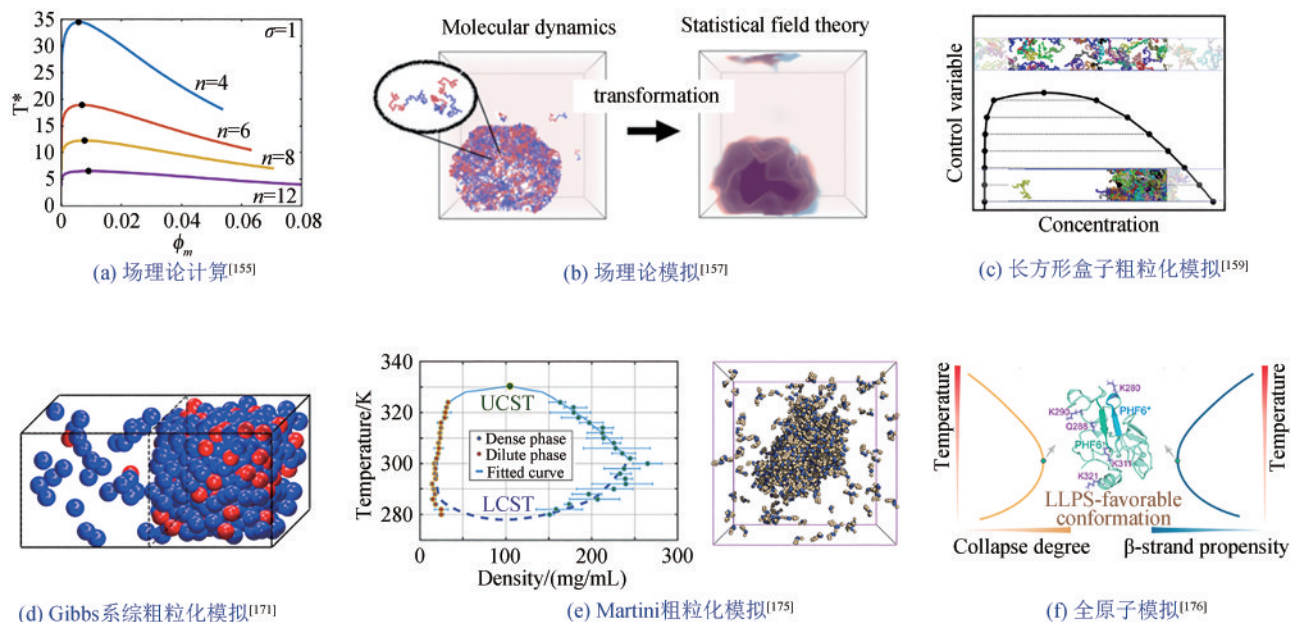 35
30
25
20
15
10
5
0
T*
σ=1
n=4
n=6
n=8
n=12
0
0.02
0.04
0.06
0.08
ϕm
(a) 场理论计算[155]
Molecular dynamics
Statistical field theory
transformation
(b) 场理论模拟[157]
Control variable
Concentration
(c) 长方形盒子粗粒化模拟[159]
(d) Gibbs系综粗粒化模拟[171]
340
320
300
280
Temperature/K
UCST
Dense phase
Dilute phase
Fitted curve
LCST
0
100
200
300
Density/(mg/mL)
(e) Martini粗粒化模拟[175]
Temperature
K280
K290
PHF6*
Q288
PHF6
K311
K321
LLPS-favorable
conformation
Temperature
Collapse degree
β-strand propensity
(f) 全原子模拟[176]